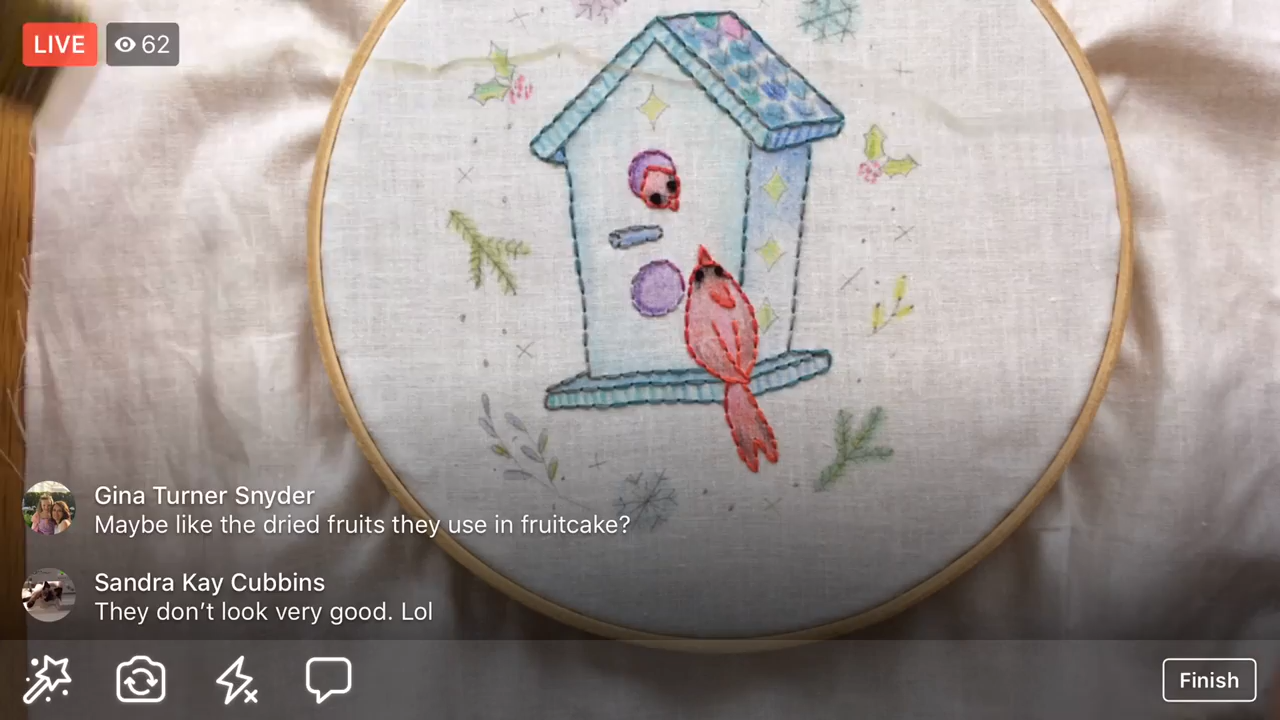 LIVE
62
Gina Turner Snyder
Maybe like the dried fruits they use in fruitcake?
Sandra Kay Cubbins
They don’t look very good. Lol
Finish